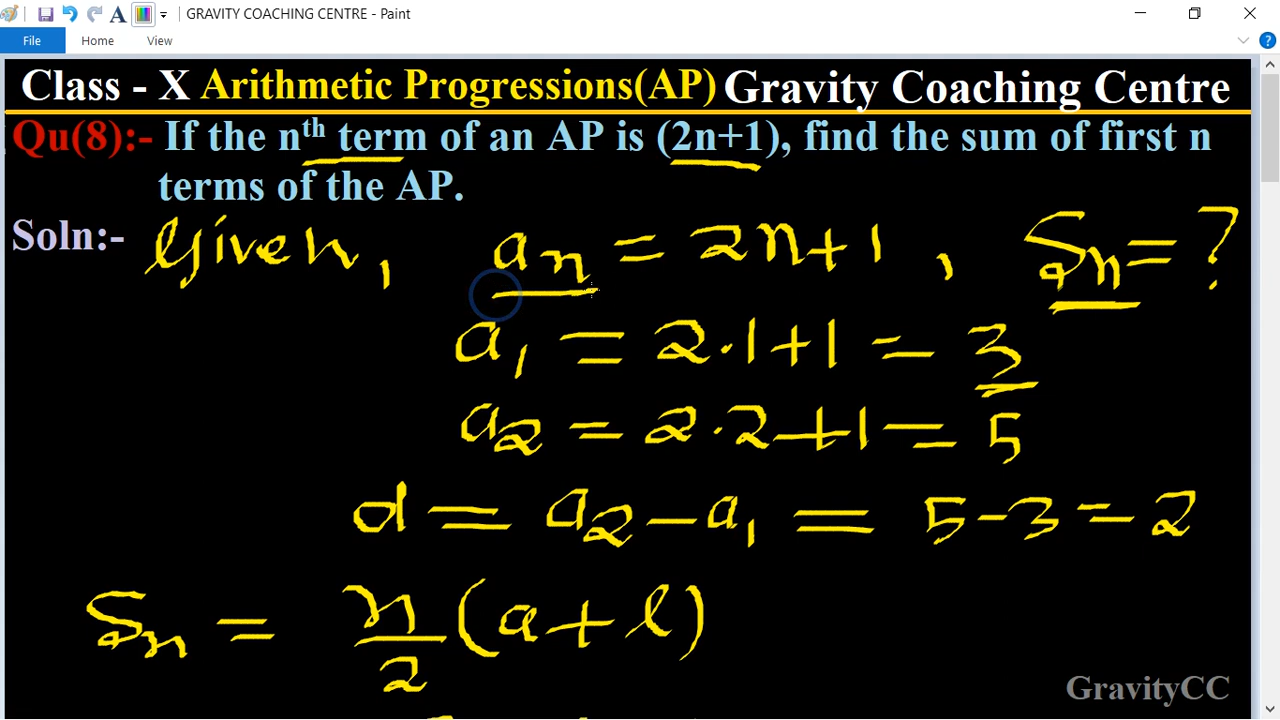 GRAVITY COACHING CENTRE - Paint
File Home View
Class - X Arithmetic Progressions(AP) Gravity Coaching Centre
Qu(8):- If the nth term of an AP is (2n+1), find the sum of first n
terms of the AP.
Soln:- Given, an = 2n+1, Sn = ?
a1 = 2·1+1 = 3
a2 = 2·2+1 = 5
d = a2 - a1 = 5-3 = 2
Sn = n/2 (a+l)
GravityCC